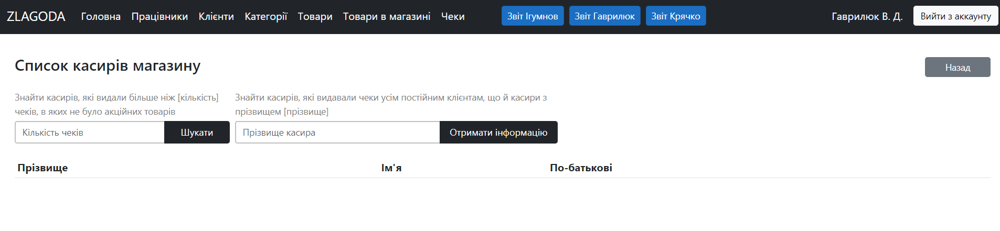 ZLAGODA Головна Працівники Клієнти Категорії Товари Товари в магазині Чеки Звіт Ігумнов Звіт Гаврилюк Звіт Крячко Гаврилюк В. Д. Вийти з аккаунту
Список касирів магазину Назад
Знайти касирів, які видали більше ніж [кількість]
чеків, в яких не було акційних товарів
Знайти касирів, які видавали чеки усім постійним клієнтам, що й касири з
прізвищем [прізвище]
Кількість чеків Шукати Прізвище касира Отримати інформацію
Прізвище Ім'я По-батькові